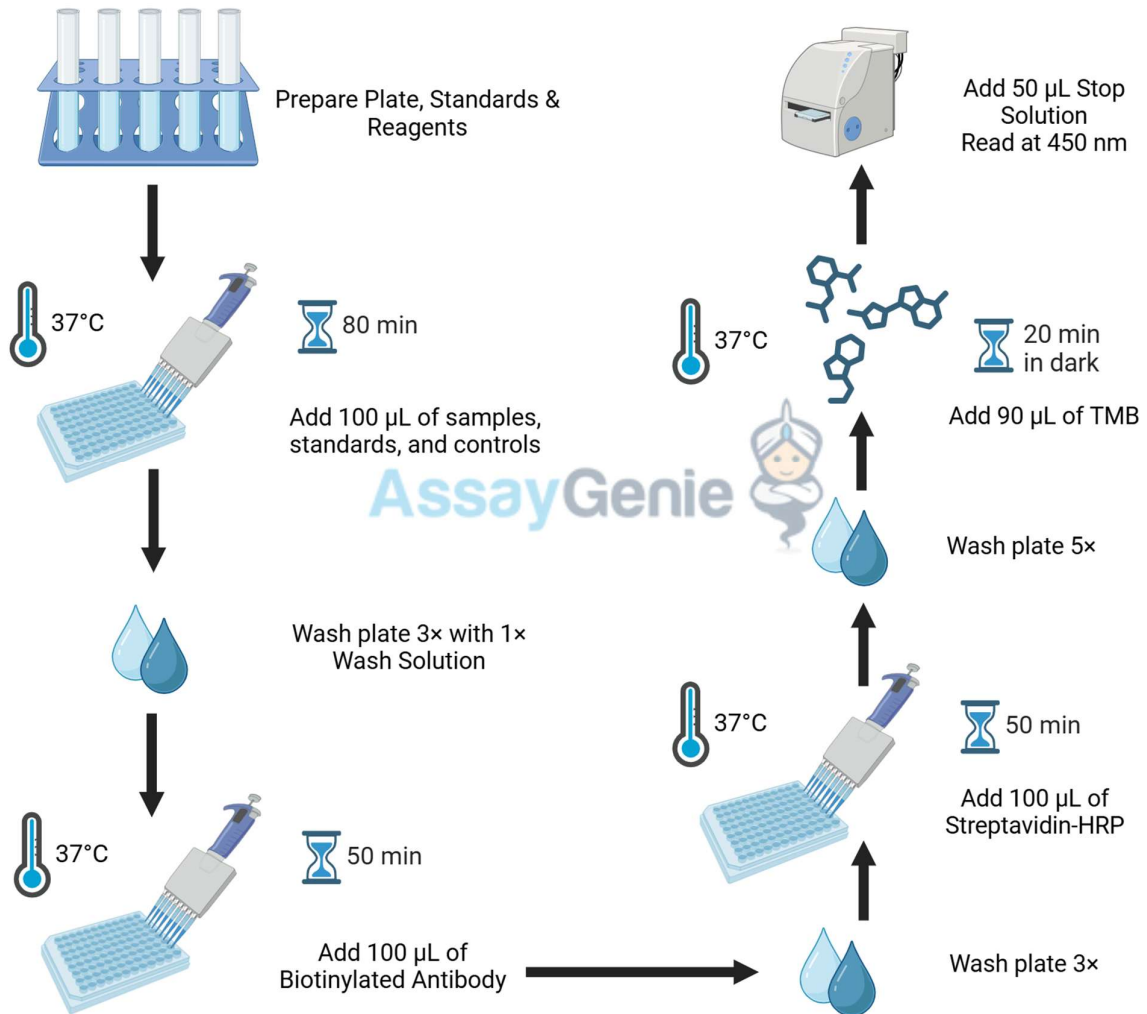 Prepare Plate, Standards &
Reagents
37°C
80 min
Add 100 µL of samples,
standards, and controls
Wash plate 3× with 1×
Wash Solution
37°C
50 min
Add 100 µL of
Biotinylated Antibody
Wash plate 3×
37°C
50 min
Add 100 µL of
Streptavidin-HRP
Wash plate 5×
37°C
20 min
in dark
Add 90 µL of TMB
Add 50 µL Stop
Solution
Read at 450 nm
AssayGenie